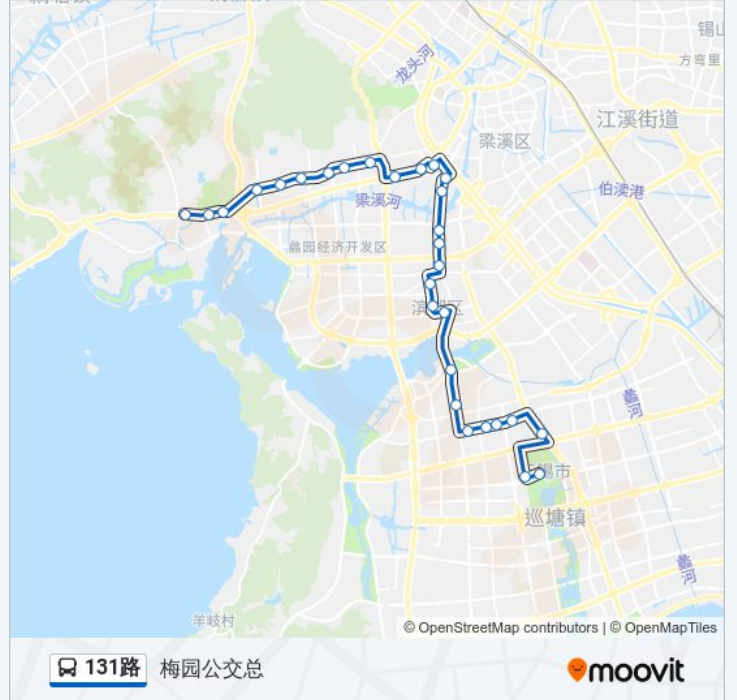 锡山
方弯里
龙头河
江溪街道
梁溪区
伯渎港
梁溪河
蠡园经济开发区
滨湖区
蠡河
无锡市
巡塘镇
蠡河
羊岐村
© OpenStreetMap contributors | © OpenMapTiles
131路 梅园公交总
moovit